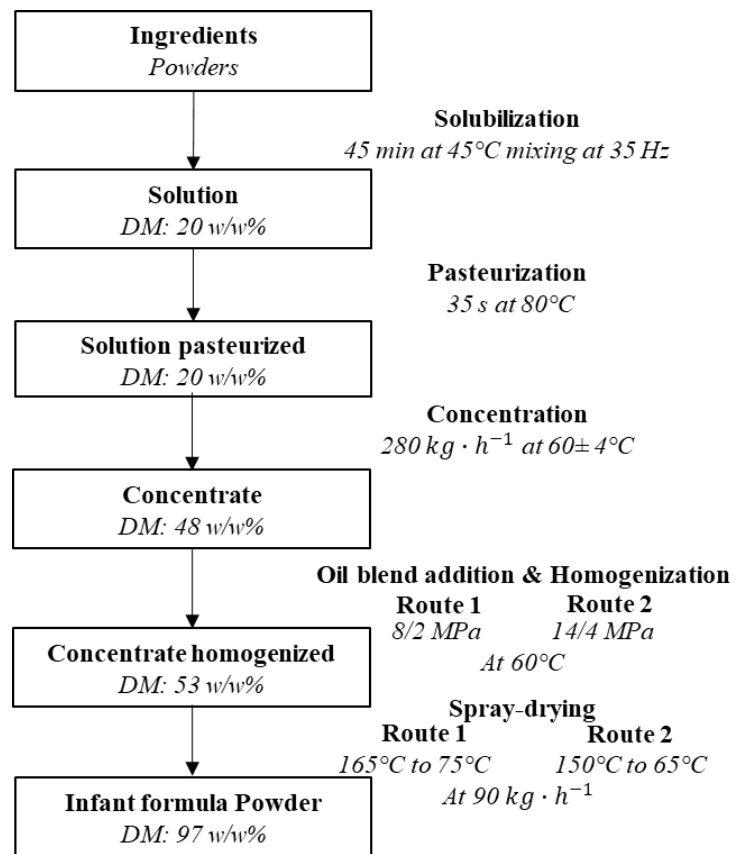 Ingredients
Powders
Solubilization
45 min at 45°C mixing at 35 Hz
Solution
DM: 20 w/w%
Pasteurization
35 s at 80°C
Solution pasteurized
DM: 20 w/w%
Concentration
280 kg · h⁻¹ at 60± 4°C
Concentrate
DM: 48 w/w%
Oil blend addition & Homogenization
Route 1 Route 2
8/2 MPa 14/4 MPa
At 60°C
Concentrate homogenized
DM: 53 w/w%
Spray-drying
Route 1 Route 2
165°C to 75°C 150°C to 65°C
At 90 kg · h⁻¹
Infant formula Powder
DM: 97 w/w%